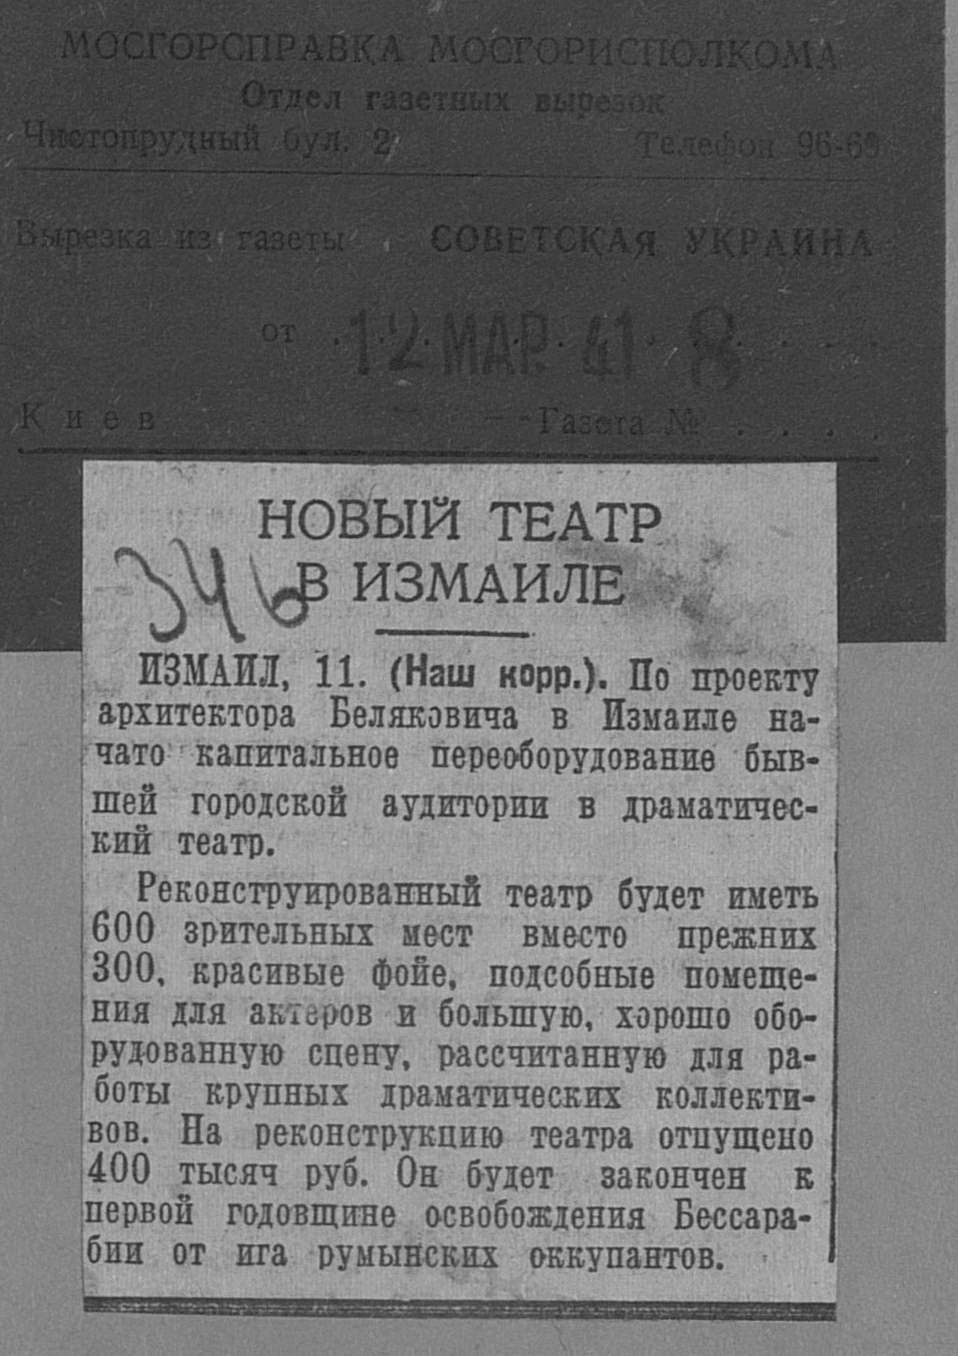 МОСГОРСПРАВКА МОСГОРИСПОЛКОМА
Отдел газетных вырезок
Чистопрудный бул. 2 Телефон 96-69
Вырезка из газеты СОВЕТСКАЯ УКРАИНА
от 12 МАР. 41 8
Киев Газета № . . . .
НОВЫЙ ТЕАТР
346
В ИЗМАИЛЕ
ИЗМАИЛ, 11. (Наш корр.). По проекту
архитектора Беляковича в Измаиле на-
чато капитальное переоборудование быв-
шей городской аудитории в драматичес-
кий театр.
Реконструированный театр будет иметь
600 зрительных мест вместо прежних
300, красивые фойе, подсобные помеще-
ния для актеров и большую, хорошо обо-
рудованную сцену, рассчитанную для ра-
боты крупных драматических коллекти-
вов. На реконструкцию театра отпущено
400 тысяч руб. Он будет закончен к
первой годовщине освобождения Бессара-
бии от ига румынских оккупантов.